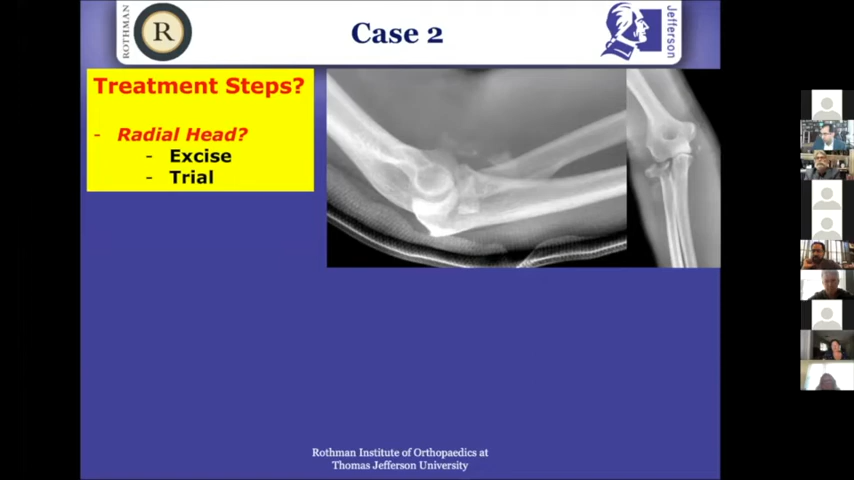 ROTHMAN
R
Case 2
Jefferson
Treatment Steps?
- Radial Head?
- Excise
- Trial
Rothman Institute of Orthopaedics at
Thomas Jefferson University